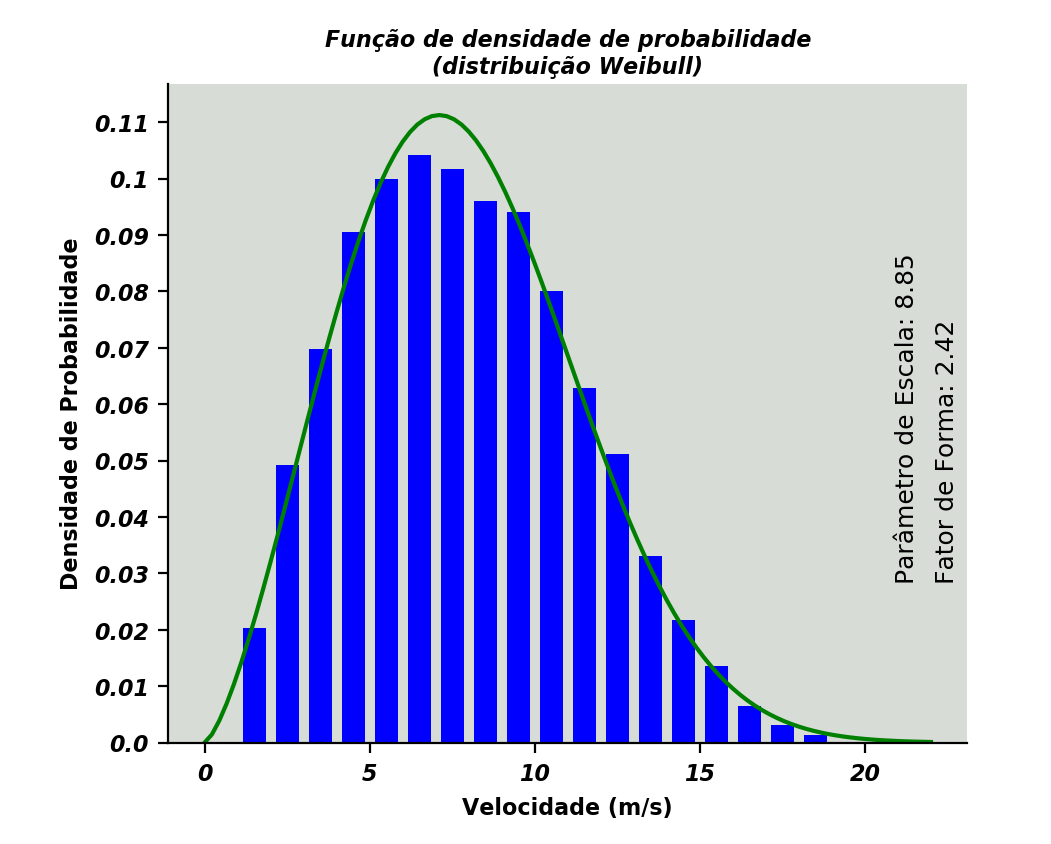 Função de densidade de probabilidade
(distribuição Weibull)
Densidade de Probabilidade
0.11
0.1
0.09
0.08
0.07
0.06
0.05
0.04
0.03
0.02
0.01
0.0
Parâmetro de Escala: 8.85
Fator de Forma: 2.42
0 5 10 15 20
Velocidade (m/s)